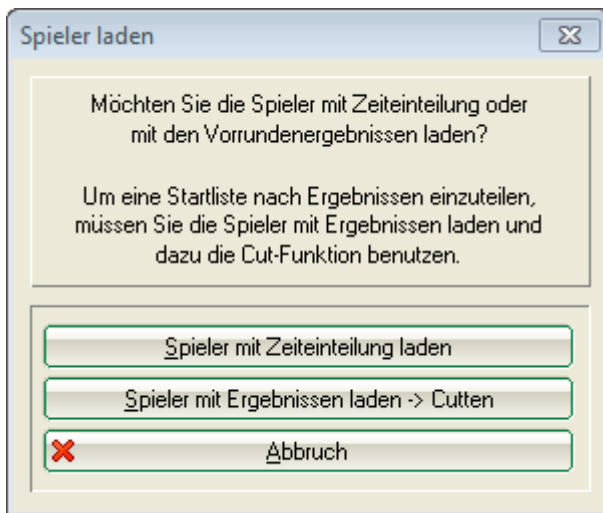 Spieler laden
Möchten Sie die Spieler mit Zeiteinteilung oder
mit den Vorrundenergebnissen laden?
Um eine Startliste nach Ergebnissen einzuteilen,
müssen Sie die Spieler mit Ergebnissen laden und
dazu die Cut-Funktion benutzen.
Spieler mit Zeiteinteilung laden
Spieler mit Ergebnissen laden -> Cutten
Abbruch